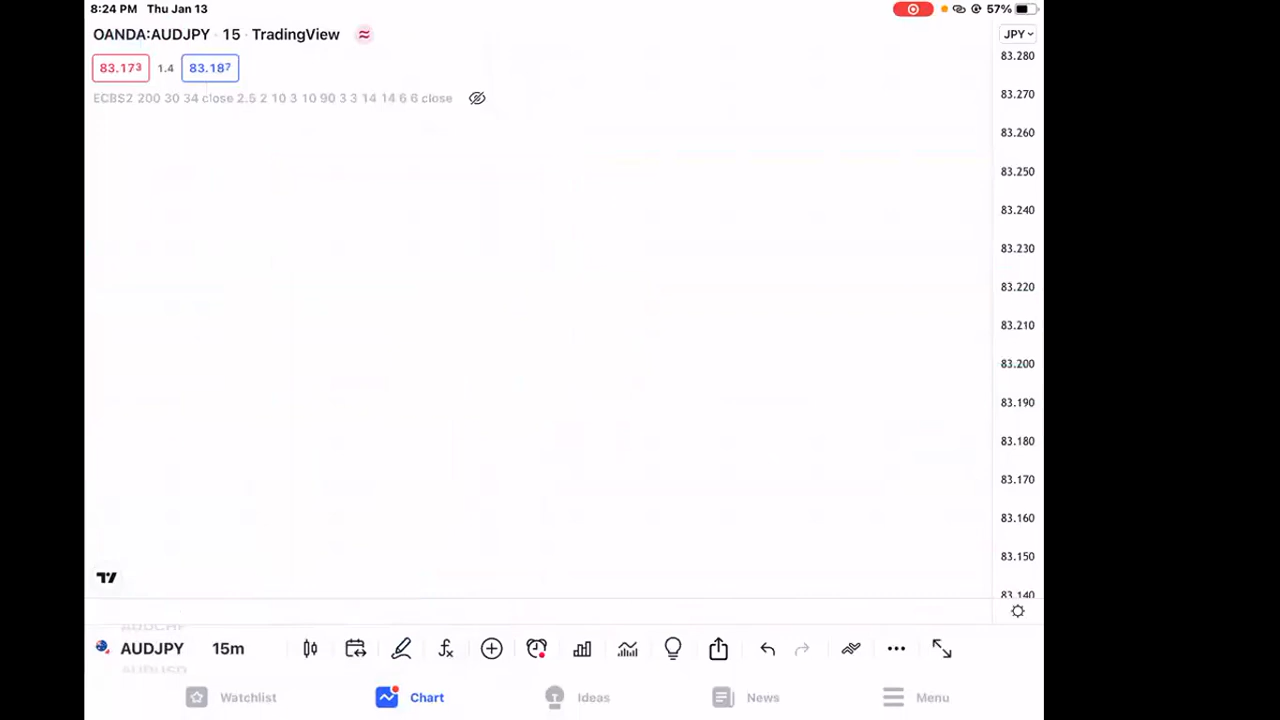 8:24 PM Thu Jan 13 57%
OANDA:AUDJPY · 15 · TradingView
JPY
83.173 1.4 83.187
ECBS2 200 30 34 close 2.5 2 10 3 10 90 3 3 14 14 6 6 close
83.280
83.270
83.260
83.250
83.240
83.230
83.220
83.210
83.200
83.190
83.180
83.170
83.160
83.150
83.140
AUDCHF
AUDJPY 15m
AUDUSD
Watchlist Chart Ideas News Menu